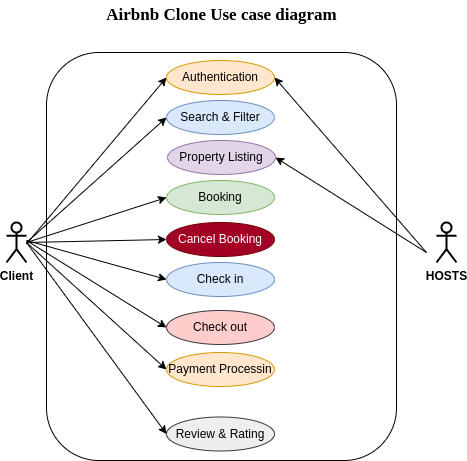 Airbnb Clone Use case diagram
Authentication
Search & Filter
Property Listing
Booking
Cancel Booking
Client
HOSTS
Check in
Check out
Payment Processin
Review & Rating